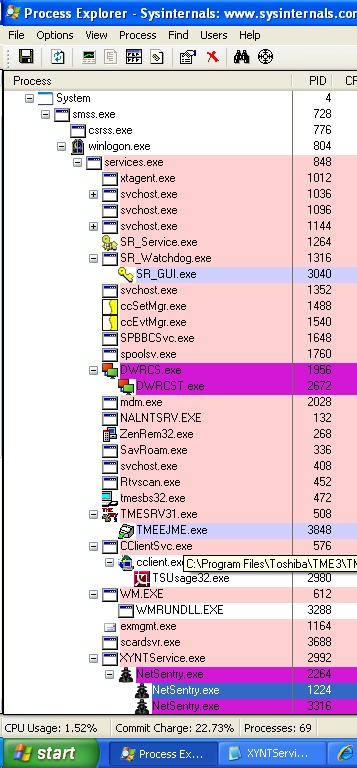 Process Explorer - Sysinternals: www.sysinternals.com
File Options View Process Find Users Help
Process PID CP
System 4
smss.exe 728
csrss.exe 776
winlogon.exe 804
services.exe 848
xtagent.exe 1012
svchost.exe 1036
svchost.exe 1096
svchost.exe 1144
SR_Service.exe 1264
SR_Watchdog.exe 1316
SR_GUI.exe 3040
svchost.exe 1352
ccSetMgr.exe 1488
ccEvtMgr.exe 1540
SPBBCSvc.exe 1648
spoolsv.exe 1760
DWRCS.exe 1956
DWRCST.exe 2672
mdm.exe 2028
NALNTSRV.EXE 132
ZenRem32.exe 268
SavRoam.exe 336
svchost.exe 408
Rtvscan.exe 452
tmesbs32.exe 472
TMESRV31.exe 508
TMEEJME.exe 3848
CClientSvc.exe 576
cclient.exe C:\Program Files\Toshiba\TME3\TM
TSUsage32.exe 2980
WM.EXE 612
WMRUNDLL.EXE 3288
exmgmt.exe 1164
scardsvr.exe 3688
XYNTService.exe 2992
NetSentry.exe 2264
NetSentry.exe 1224
NetSentry.exe 3316
CPU Usage: 1.52% Commit Charge: 22.73% Processes: 69
start Process Exp... XYNTServi...